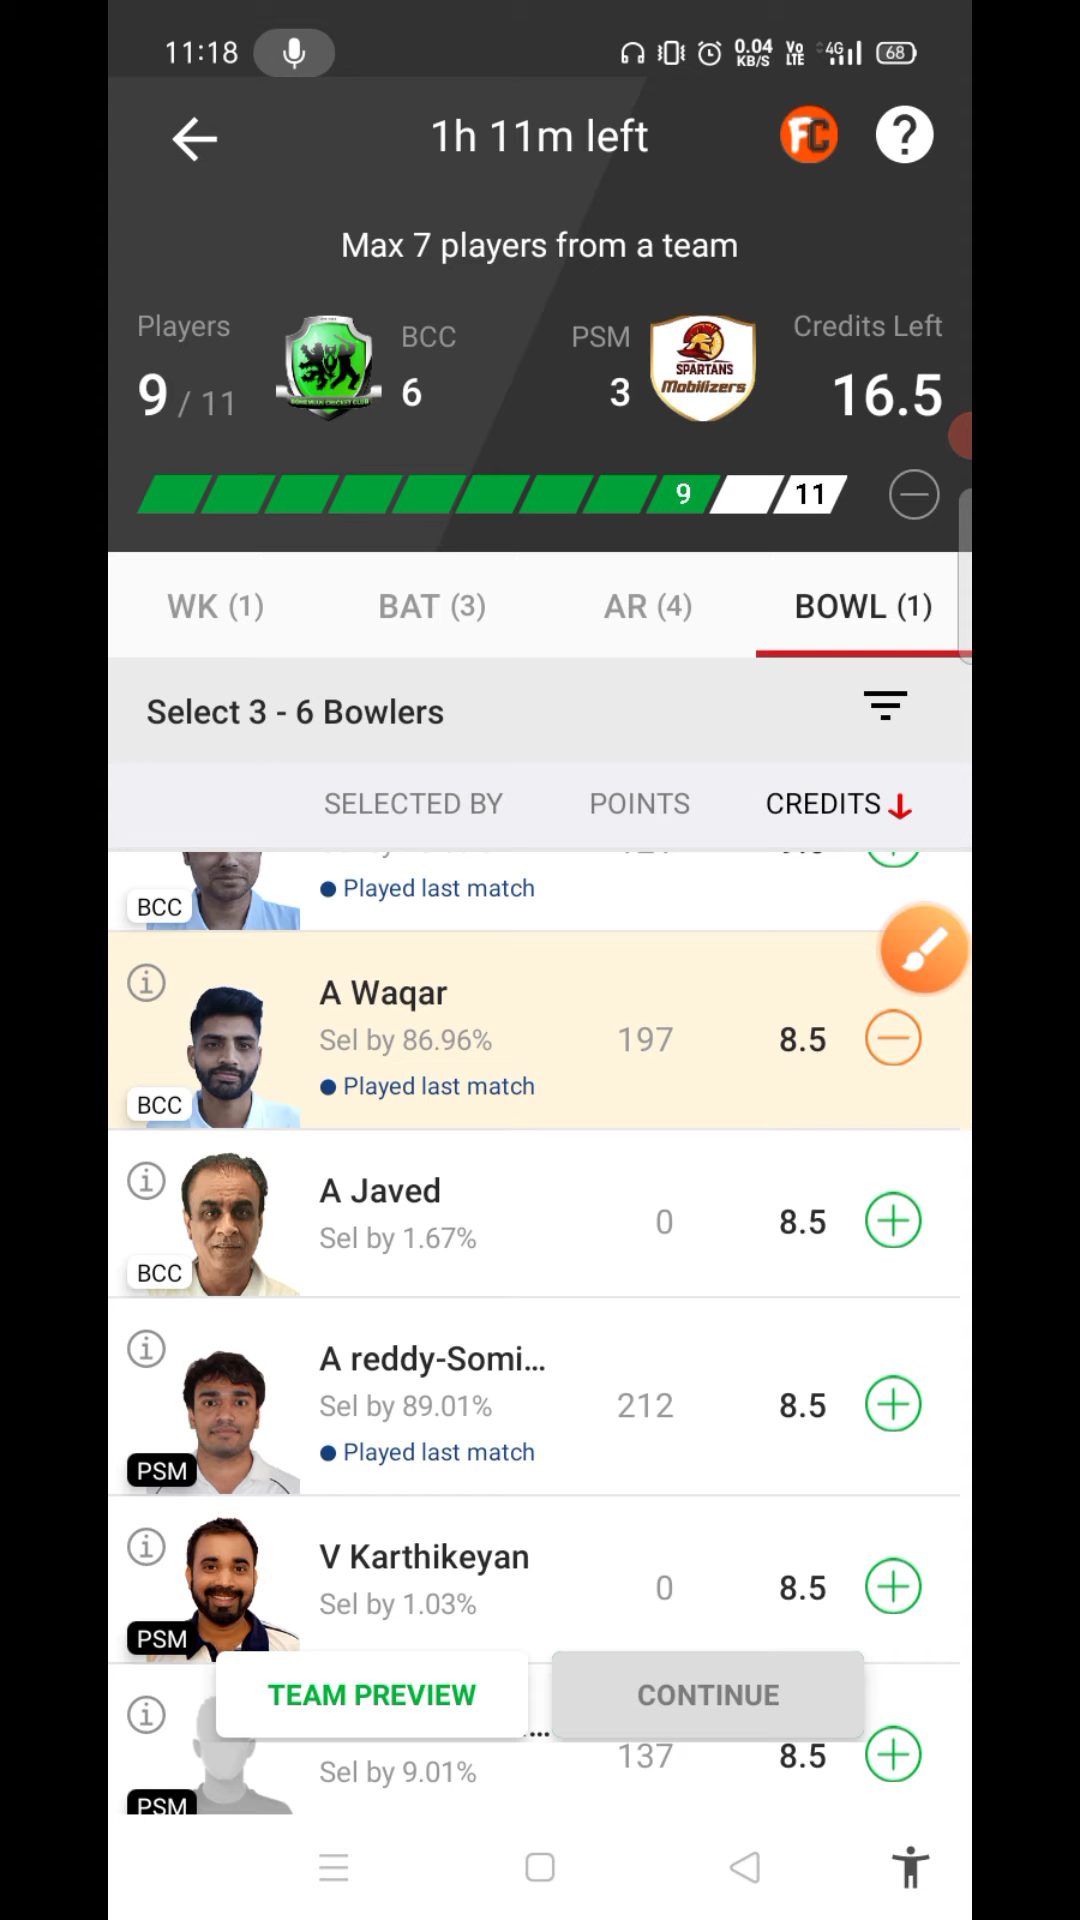 11:18 0.04 KB/S Vo LTE 4G 68
1h 11m left FC ?
Max 7 players from a team
Players BCC PSM Credits Left
SPARTANS
Mobilizers
9 / 11 6 3 16.5
9 11
WK (1) BAT (3) AR (4) BOWL (1)
Select 3 - 6 Bowlers
SELECTED BY POINTS CREDITS
Played last match
BCC
A Waqar
Sel by 86.96% 197 8.5
Played last match
BCC
A Javed
Sel by 1.67% 0 8.5
BCC
A reddy-Somi...
Sel by 89.01% 212 8.5
Played last match
PSM
V Karthikeyan
Sel by 1.03% 0 8.5
PSM
TEAM PREVIEW CONTINUE
...
Sel by 9.01% 137 8.5
PSM